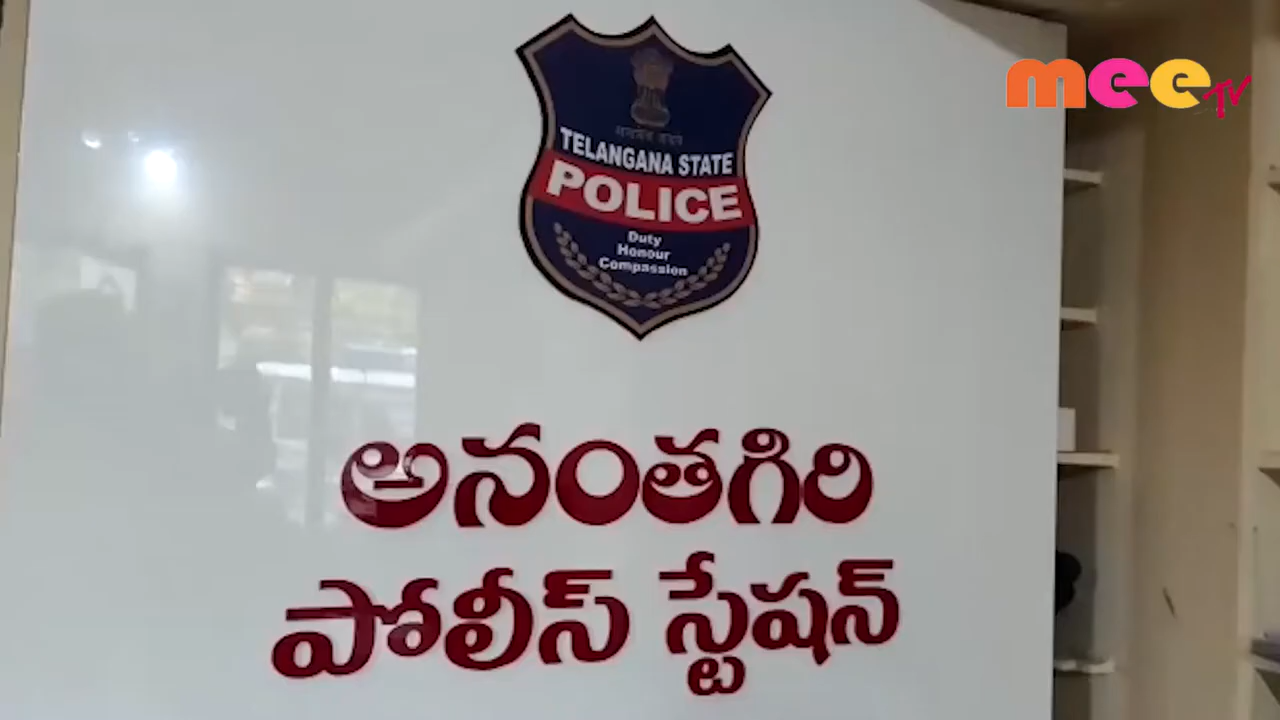 meeTV
TELANGANA STATE
POLICE
Duty
Honour
Compassion
అనంతగిరి
పోలీస్ స్టేషన్